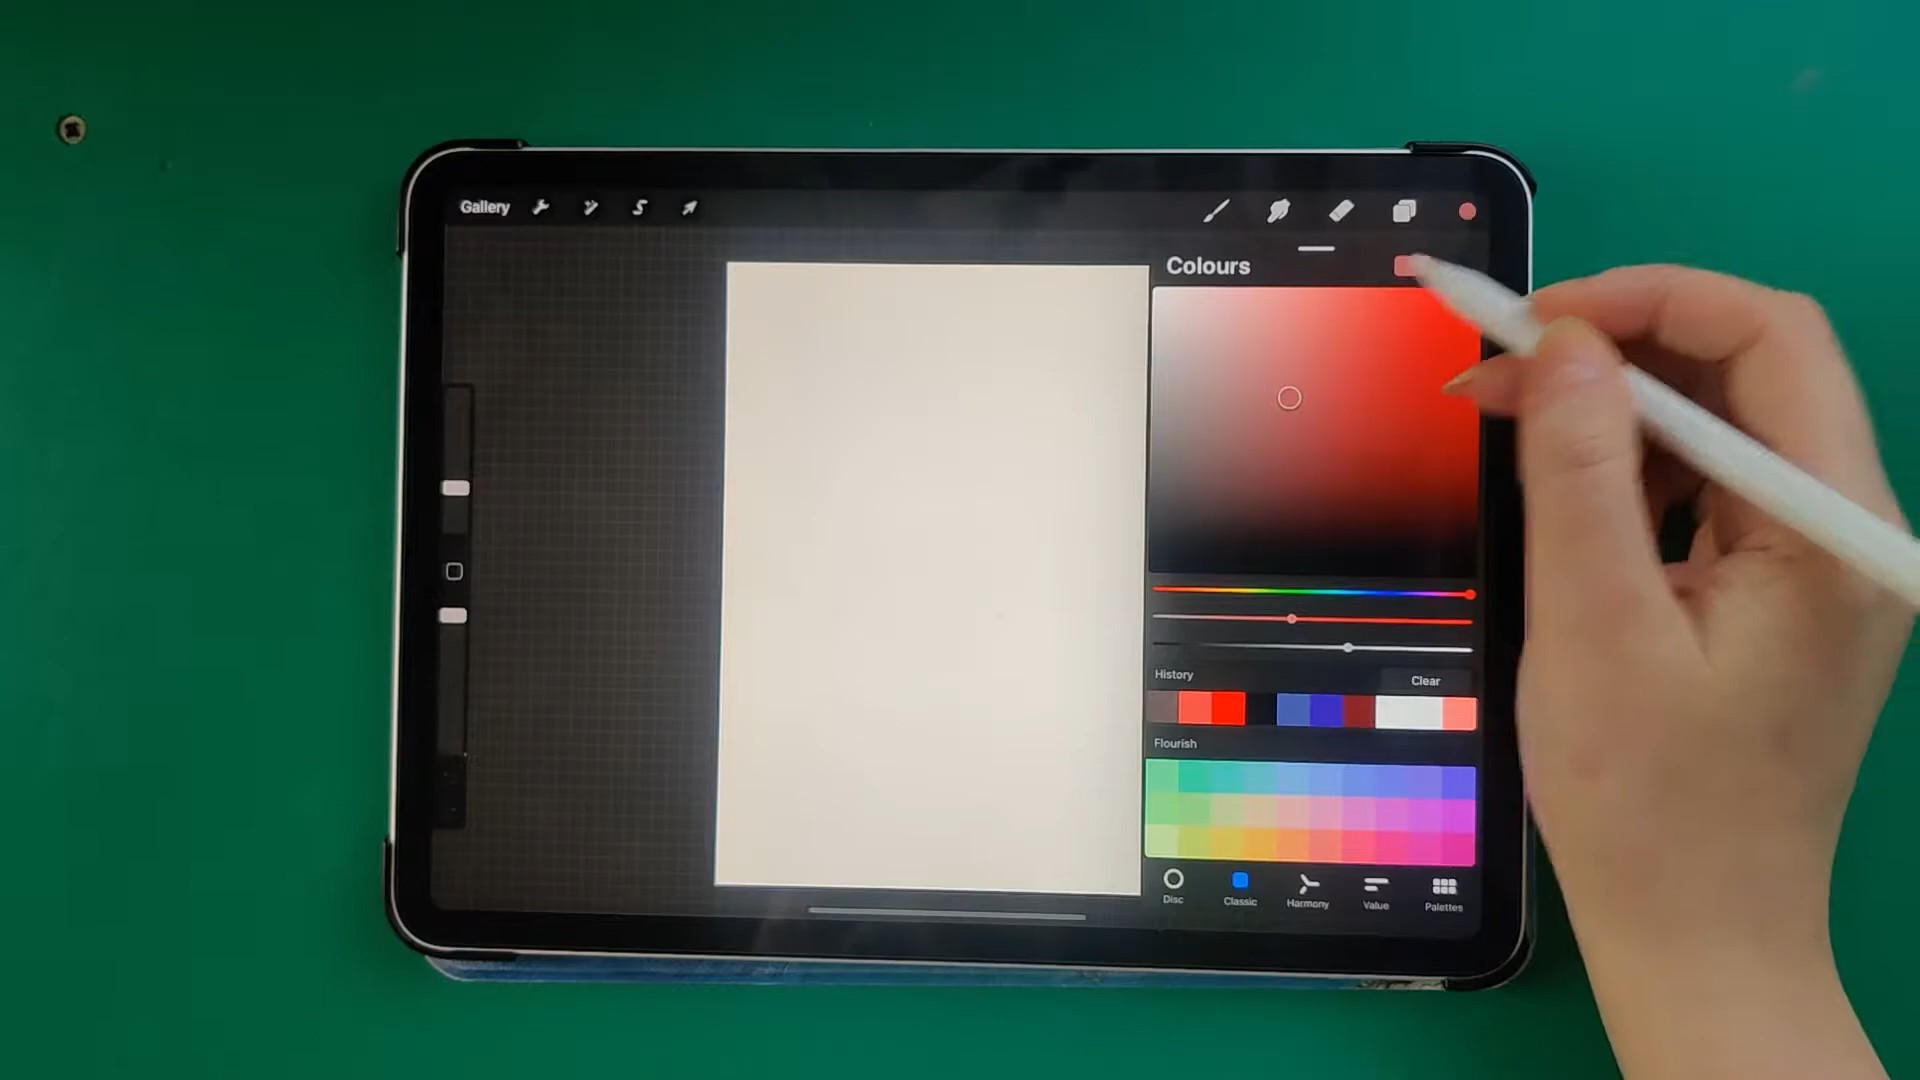 Gallery
Colours
History
Clear
Flourish
Disc
Classic
Harmony
Value
Palettes